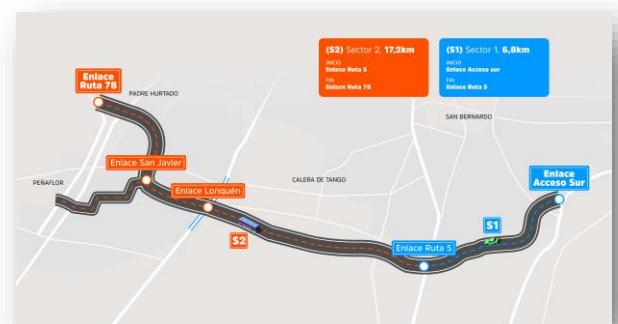 (S2) Sector 2, 17,2km
INICIO
Enlace Ruta 5
FIN
Enlace Ruta 78
(S1) Sector 1, 6,8km
INICIO
Enlace Acceso sur
FIN
Enlace Ruta 5
Enlace
Ruta 78
PADRE HURTADO
SAN BERNARDO
Enlace San Javier
PEÑAFLOR
Enlace Lonquén
CALERA DE TANGO
Enlace
Acceso Sur
S2
S1
Enlace Ruta 5